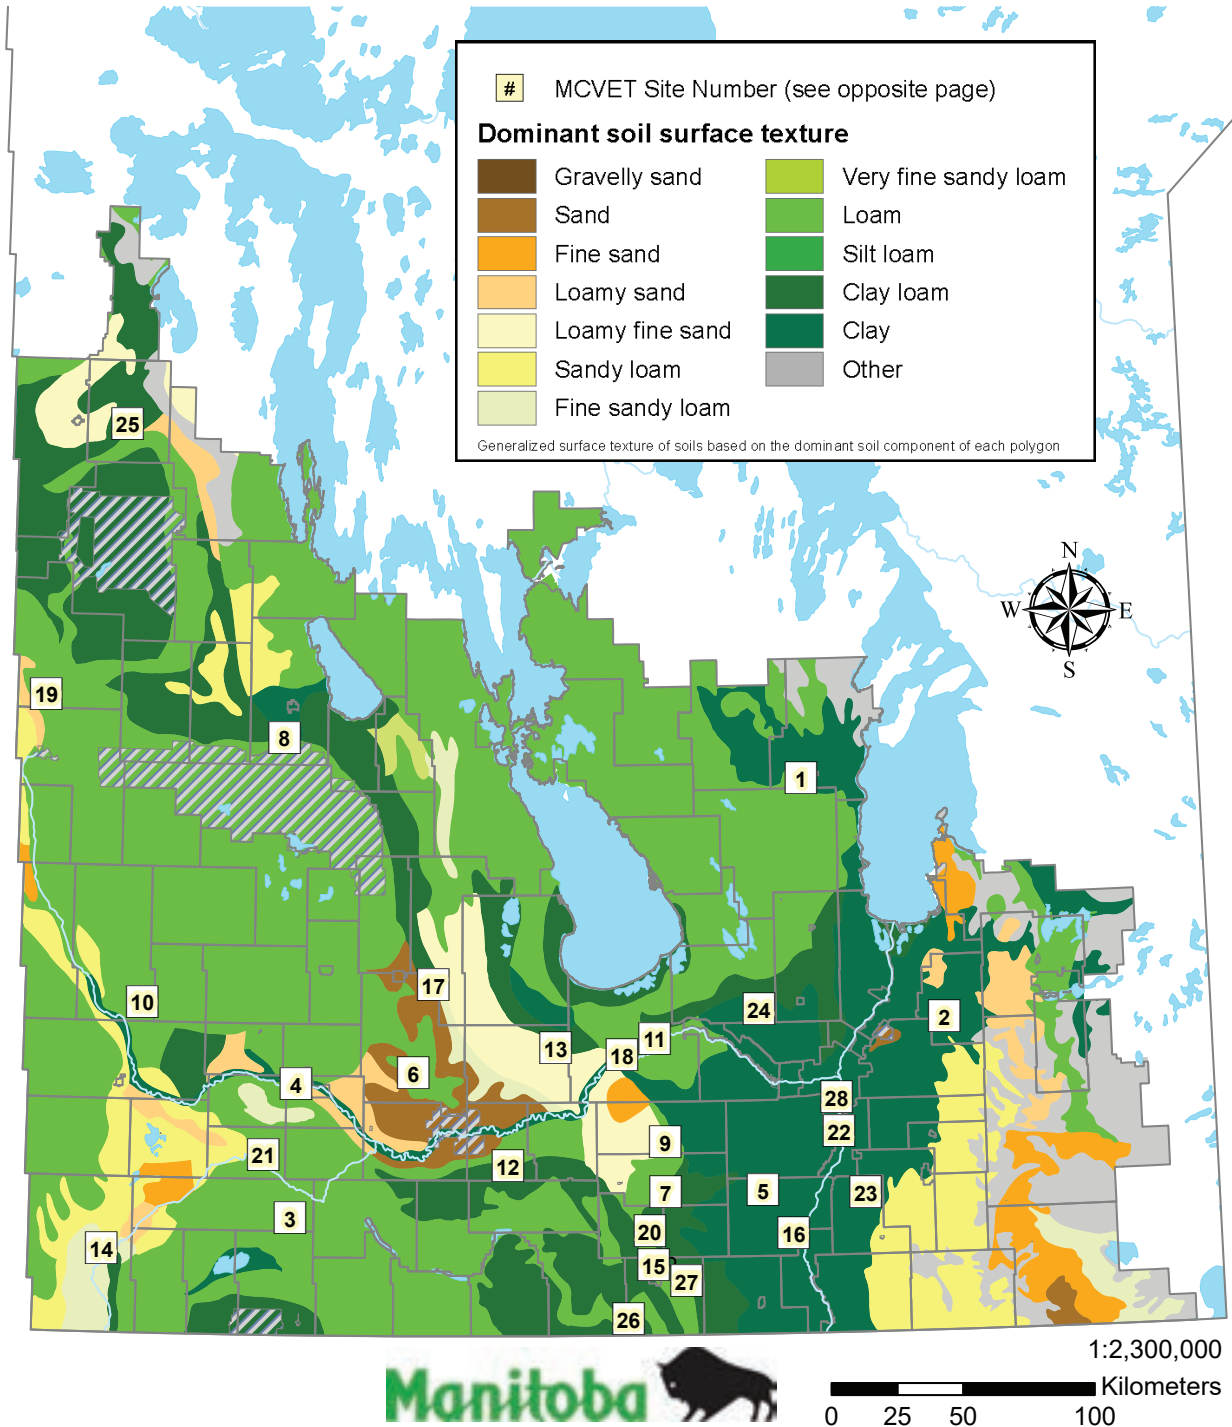 # MCVET Site Number (see opposite page)
Dominant soil surface texture
Gravelly sand
Sand
Fine sand
Loamy sand
Loamy fine sand
Sandy loam
Fine sandy loam
Very fine sandy loam
Loam
Silt loam
Clay loam
Clay
Other
Generalized surface texture of soils based on the dominant soil component of each polygon
25
N
W E
S
19
8
1
10
17
24
2
13
18
11
6
4
28
22
9
21
12
7
5
23
3
20
16
14
15
27
26
Manitoba
1:2,300,000
Kilometers
0 25 50 100